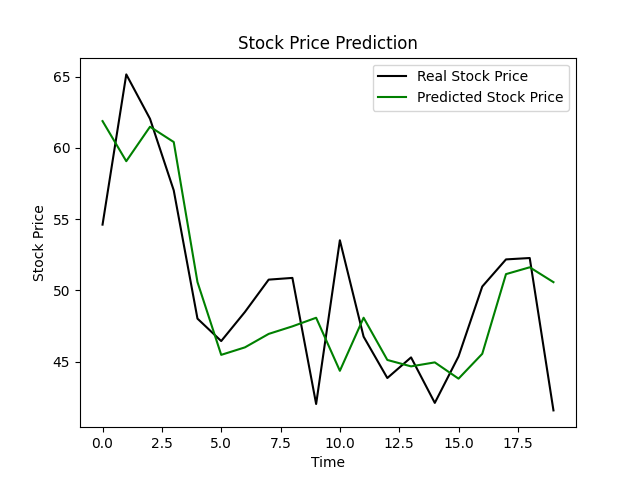 Stock Price Prediction
Real Stock Price
Predicted Stock Price
Stock Price
65
60
55
50
45
0.0 2.5 5.0 7.5 10.0 12.5 15.0 17.5
Time